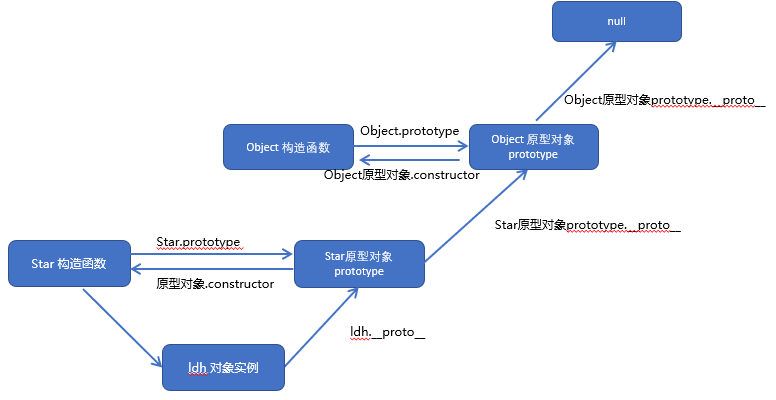 null
Object原型对象prototype.__proto__
Object.prototype
Object 构造函数
Object 原型对象
prototype
Object原型对象.constructor
Star原型对象prototype.__proto__
Star.prototype
Star 构造函数
Star原型对象
prototype
原型对象.constructor
ldh.__proto__
ldh 对象实例